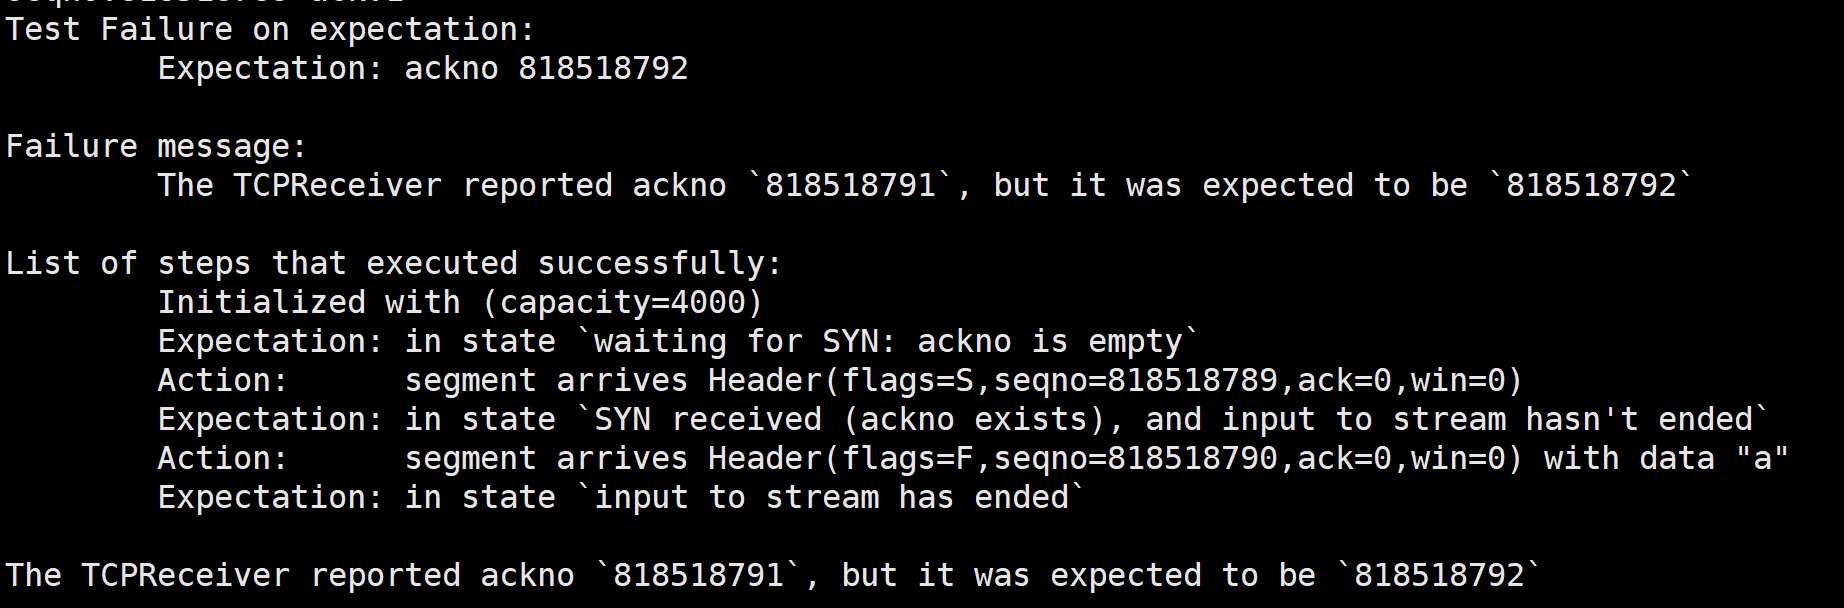 Test Failure on expectation:
Expectation: ackno 818518792
Failure message:
The TCPReceiver reported ackno `818518791`, but it was expected to be `818518792`
List of steps that executed successfully:
Initialized with (capacity=4000)
Expectation: in state `waiting for SYN: ackno is empty`
Action:      segment arrives Header(flags=S,seqno=818518789,ack=0,win=0)
Expectation: in state `SYN received (ackno exists), and input to stream hasn't ended`
Action:      segment arrives Header(flags=F,seqno=818518790,ack=0,win=0) with data "a"
Expectation: in state `input to stream has ended`
The TCPReceiver reported ackno `818518791`, but it was expected to be `818518792`